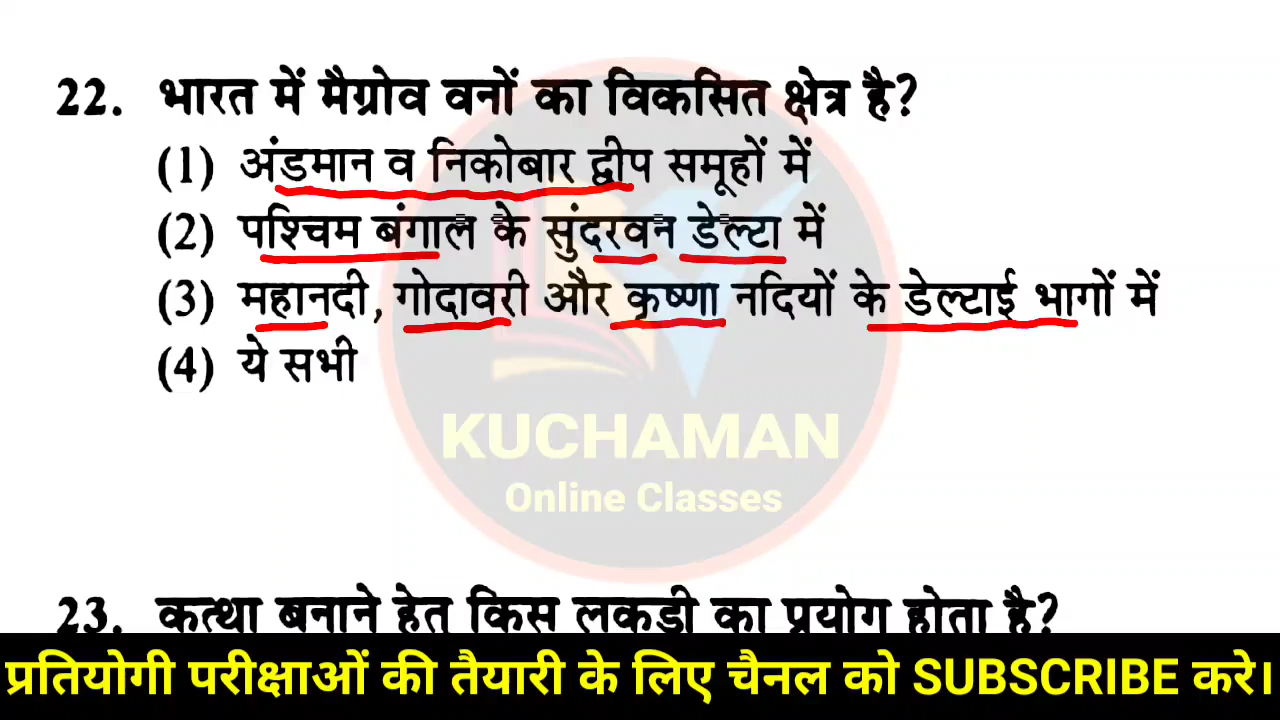 22. भारत में मैग्रोव वनों का विकसित क्षेत्र है?
(1) अंडमान व निकोबार द्वीप समूहों में
(2) पश्चिम बंगाल के सुंदरवन डेल्टा में
(3) महानदी, गोदावरी और कृष्णा नदियों के डेल्टाई भागों में
(4) ये सभी
KUCHAMAN
Online Classes
23. कत्था बनाने हेतु किस लकड़ी का प्रयोग होता है?
प्रतियोगी परीक्षाओं की तैयारी के लिए चैनल को SUBSCRIBE करे।